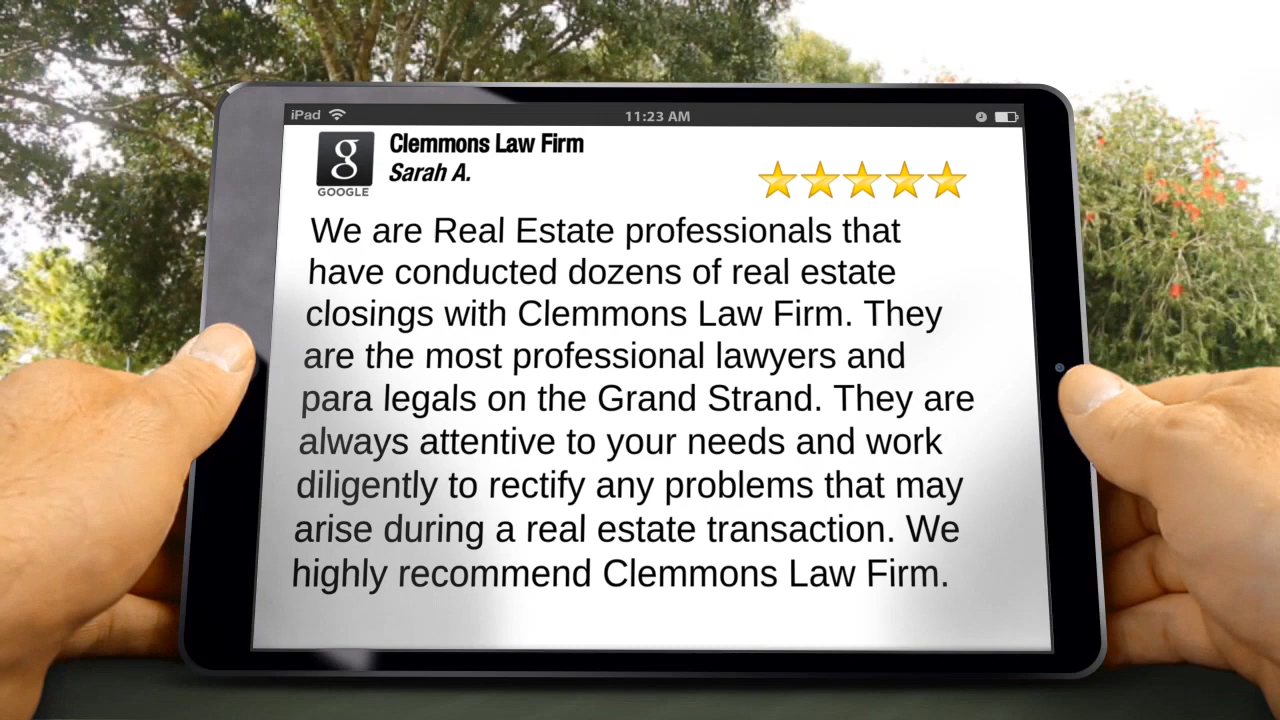 iPad
11:23 AM
g
GOOGLE
Clemmons Law Firm
Sarah A.
We are Real Estate professionals that
have conducted dozens of real estate
closings with Clemmons Law Firm. They
are the most professional lawyers and
para legals on the Grand Strand. They are
always attentive to your needs and work
diligently to rectify any problems that may
arise during a real estate transaction. We
highly recommend Clemmons Law Firm.